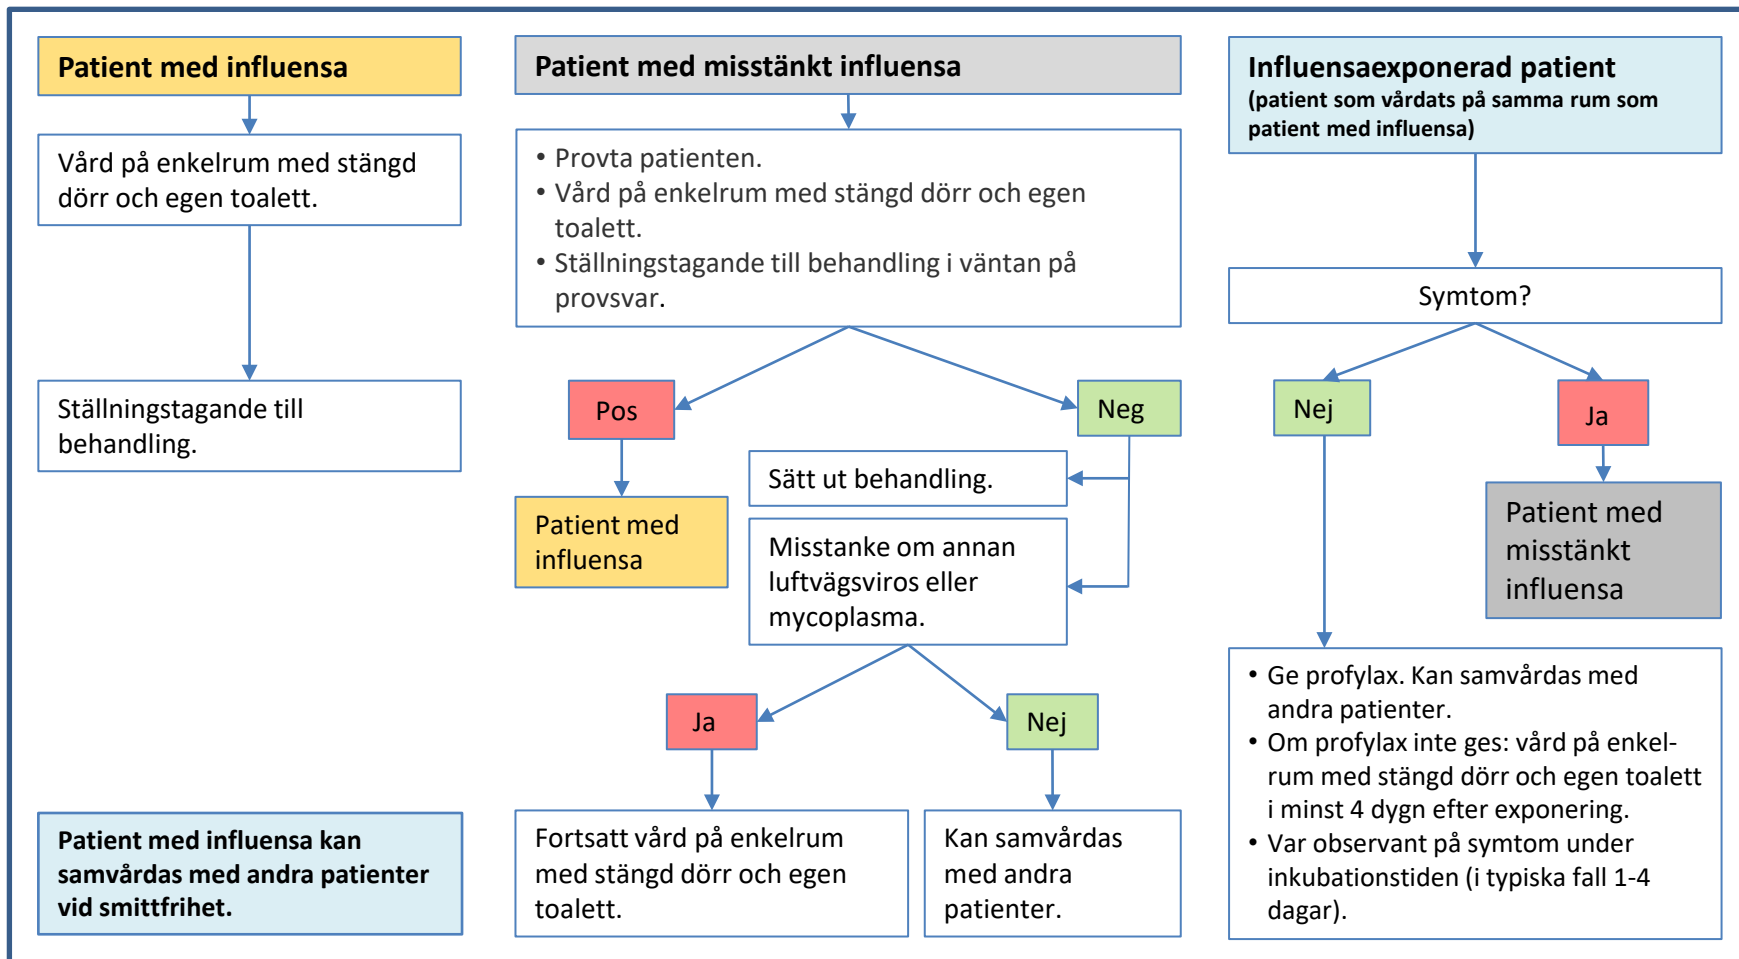 Patient med influensa
Vård på enkelrum med stängd
dörr och egen toalett.
Ställningstagande till
behandling.
Patient med influensa kan
samvårdas med andra patienter
vid smittfrihet.
Patient med misstänkt influensa
• Provta patienten.
• Vård på enkelrum med stängd dörr och egen
toalett.
• Ställningstagande till behandling i väntan på
provsvar.
Pos
Neg
Sätt ut behandling.
Patient med
influensa
Misstanke om annan
luftvägsviros eller
mycoplasma.
Ja
Nej
Fortsatt vård på enkelrum
med stängd dörr och egen
toalett.
Kan samvårdas
med andra
patienter.
Influensaexponerad patient
(patient som vårdats på samma rum som
patient med influensa)
Symtom?
Nej
Ja
Patient med
misstänkt
influensa
• Ge profylax. Kan samvårdas med
andra patienter.
• Om profylax inte ges: vård på enkel-
rum med stängd dörr och egen toalett
i minst 4 dygn efter exponering.
• Var observant på symtom under
inkubationstiden (i typiska fall 1-4
dagar).